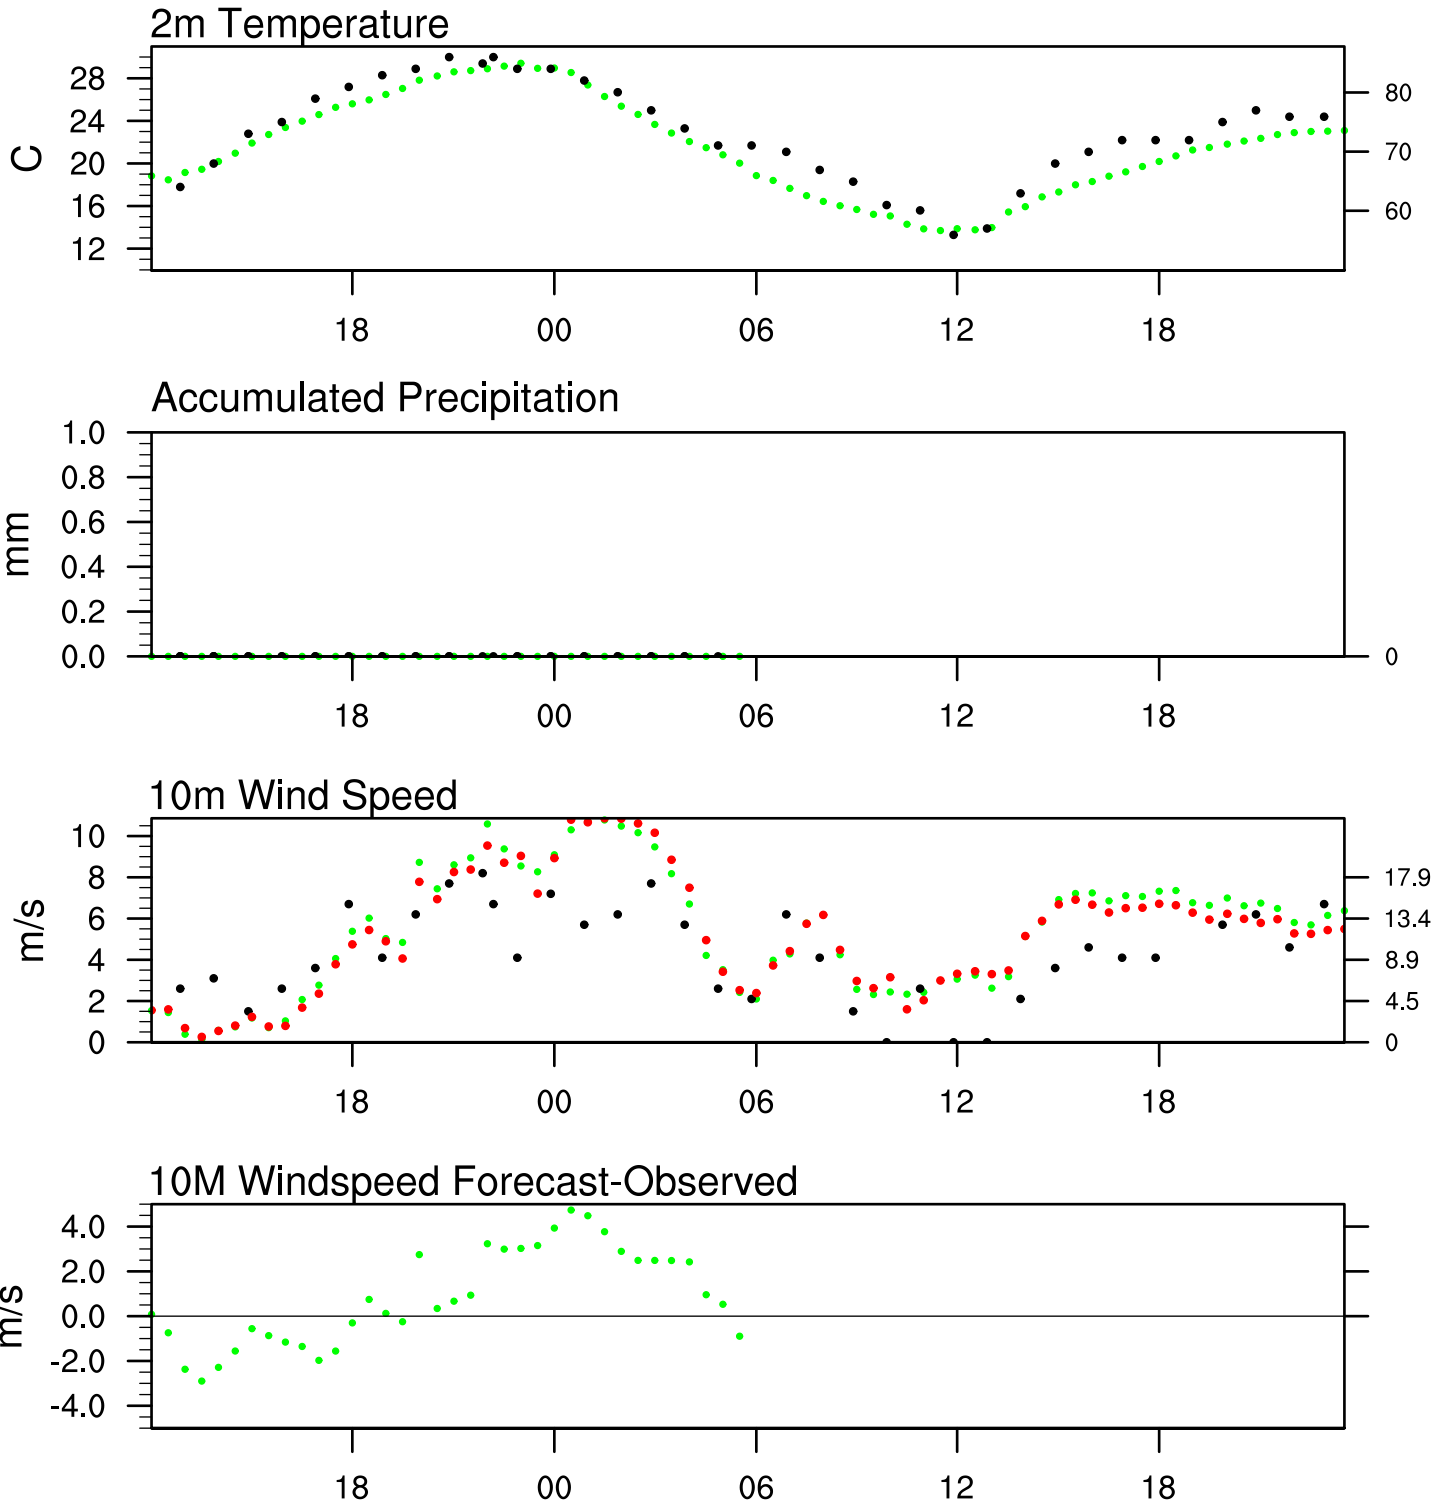 2m Temperature
C
28
24
20
16
12
80
70
60
18 00 06 12 18
Accumulated Precipitation
mm
1.0
0.8
0.6
0.4
0.2
0.0
0
18 00 06 12 18
10m Wind Speed
m/s
10
8
6
4
2
0
17.9
13.4
8.9
4.5
0
18 00 06 12 18
10M Windspeed Forecast-Observed
m/s
4.0
2.0
0.0
-2.0
-4.0
18 00 06 12 18